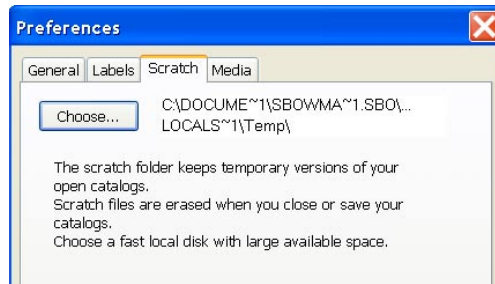 Preferences
General Labels Scratch Media
Choose... C:\DOCUME~1\SBOWMA~1.SBO\...
LOCALS~1\Temp\
The scratch folder keeps temporary versions of your
open catalogs.
Scratch files are erased when you close or save your
catalogs.
Choose a fast local disk with large available space.